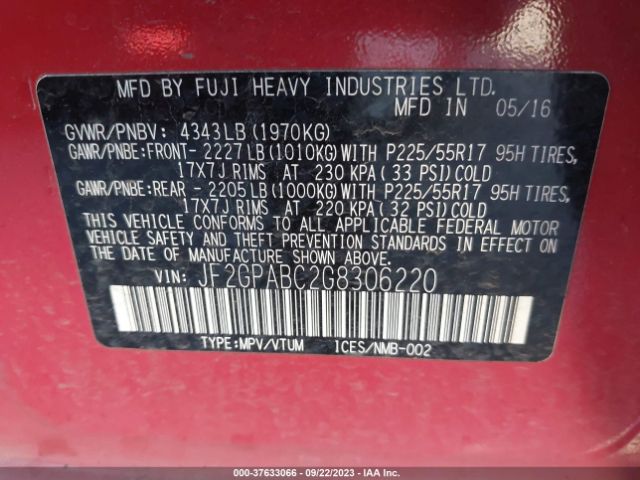 MFD BY FUJI HEAVY INDUSTRIES LTD.
MFD IN 05/16
GVWR/PNBV: 4343LB(1970KG)
GAWR/PNBE:FRONT- 2227LB(1010KG)WITH P225/55R17 95H TIRES,
17X7J RIMS AT 230 KPA( 33 PSI)COLD
GAWR/PNBE:REAR - 2205LB(1000KG)WITH P225/55R17 95H TIRES,
17X7J RIMS AT 220 KPA(32 PSI)COLD
THIS VEHICLE CONFORMS TO ALL APPLICABLE FEDERAL MOTOR
VEHICLE SAFETY AND THEFT PREVENTION STANDARDS IN EFFECT ON
THE DATE OF MANUFACTURE SHOWN ABOVE.
VIN: JF2GPABC2G8306220
TYPE:MPV/VTUM ICES/NMB-002
© - 37633066 - 09/22/2023 - IAA Inc.